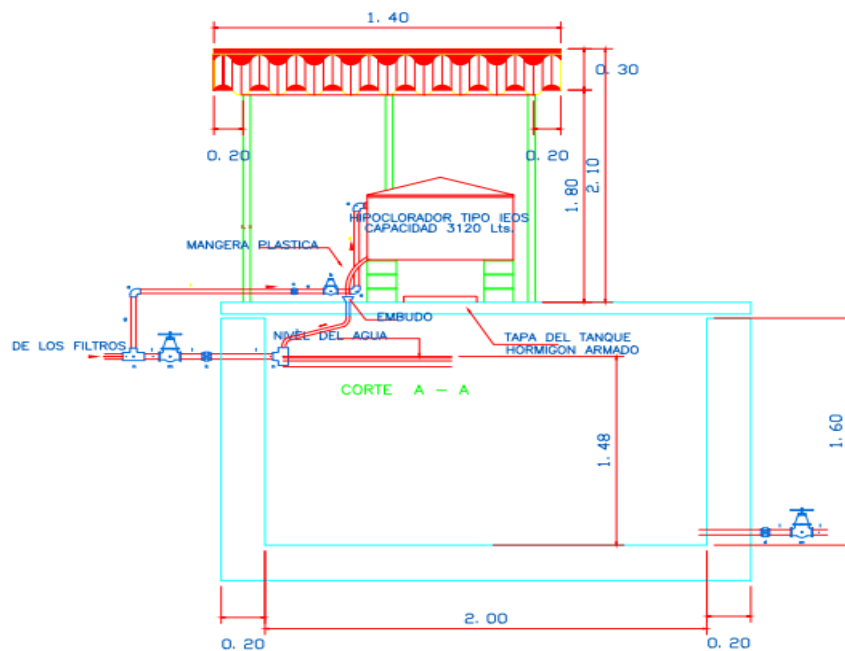 1.40
0.30
0.20
0.20
1.80
2.10
HIPOCLORADOR TIPO IEOS
CAPACIDAD 3120 Lts.
MANGERA PLASTICA
EMBUDO
NIVEL DEL AGUA
TAPA DEL TANQUE
HORMIGON ARMADO
DE LOS FILTROS
CORTE A - A
1.48
1.60
2.00
0.20
0.20